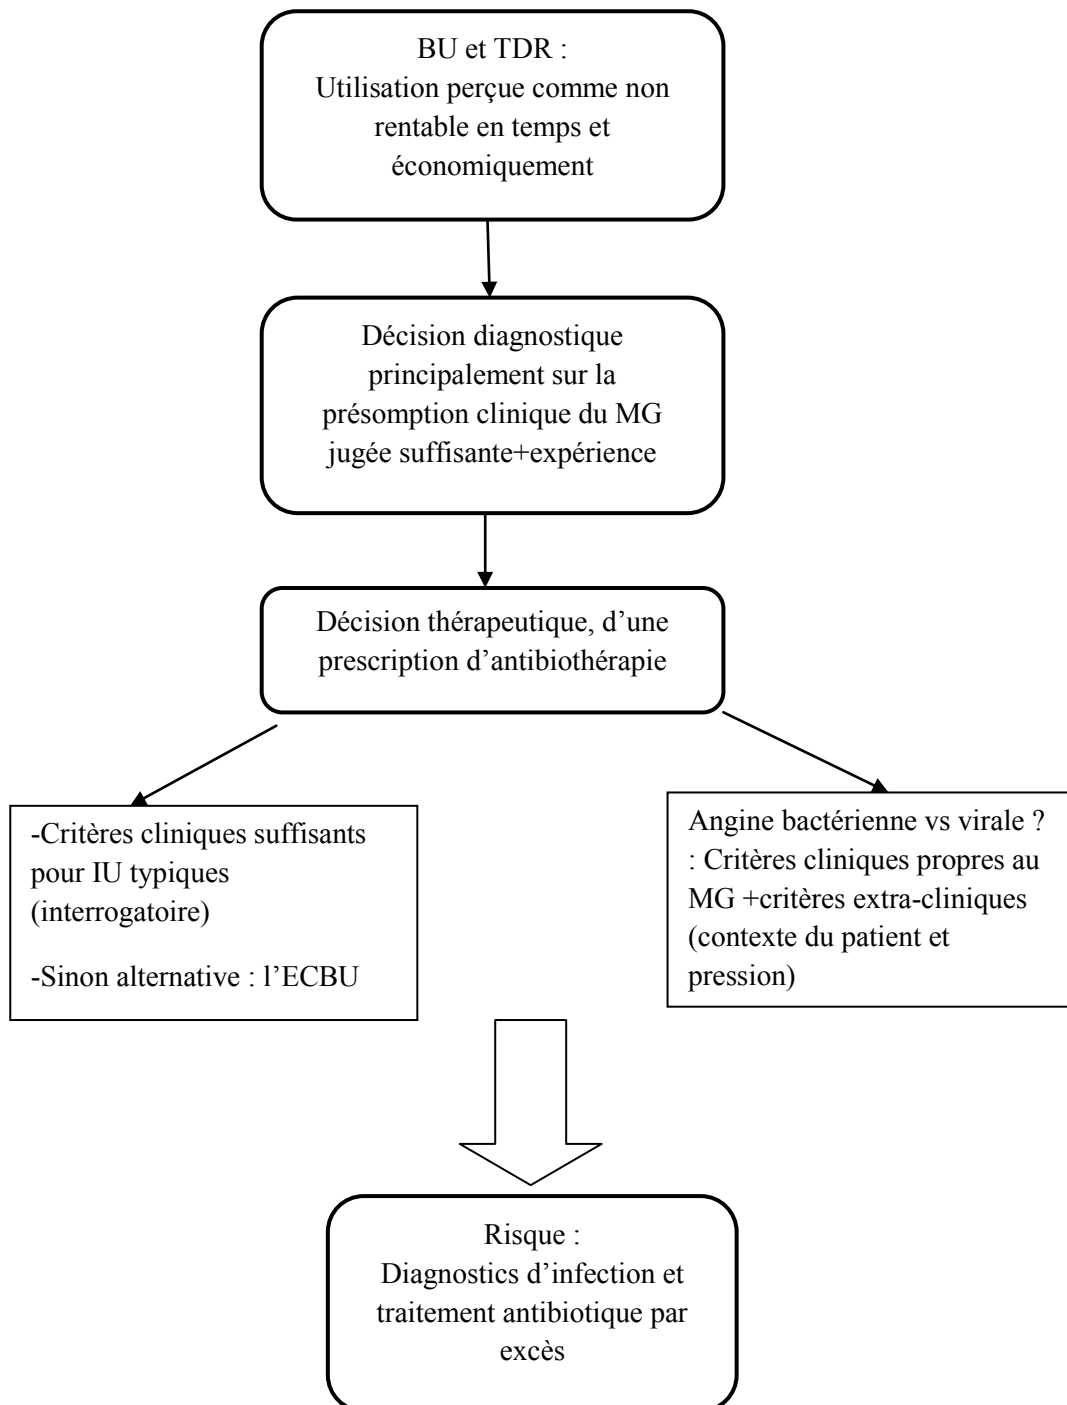 BU et TDR :
Utilisation perçue comme non
rentable en temps et
économiquement
Décision diagnostique
principalement sur la
présomption clinique du MG
jugée suffisante+expérience
Décision thérapeutique, d’une
prescription d’antibiothérapie
-Critères cliniques suffisants
pour IU typiques
(interrogatoire)
-Sinon alternative : l’ECBU
Angine bactérienne vs virale ?
: Critères cliniques propres au
MG +critères extra-cliniques
(contexte du patient et
pression)
Risque :
Diagnostics d’infection et
traitement antibiotique par
excès